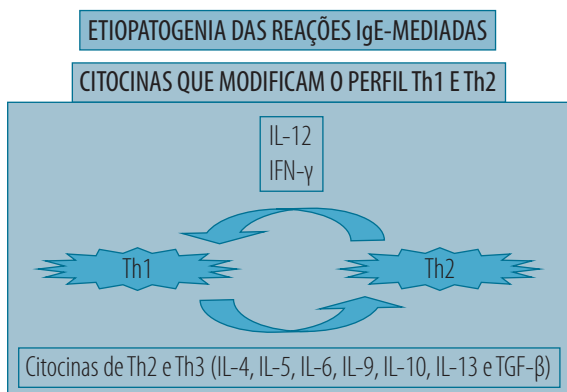 ETIOPATOGENIA DAS REAÇÕES IgE-MEDIADAS
CITOCINAS QUE MODIFICAM O PERFIL Th1 E Th2
IL-12
IFN-γ
Th1
Th2
Citocinas de Th2 e Th3 (IL-4, IL-5, IL-6, IL-9, IL-10, IL-13 e TGF-β)